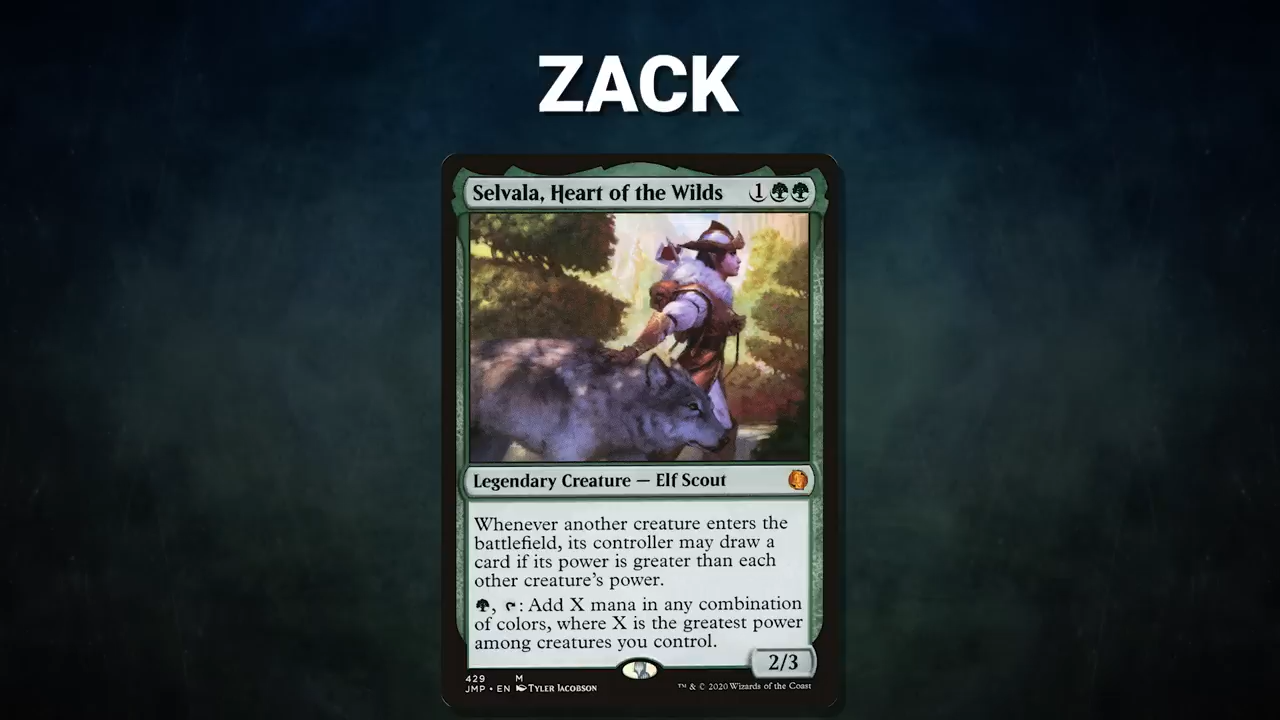 ZACK
Selvala, Heart of the Wilds 1
Legendary Creature — Elf Scout
Whenever another creature enters the
battlefield, its controller may draw a
card if its power is greater than each
other creature's power.
, : Add X mana in any combination
of colors, where X is the greatest power
among creatures you control.
2/3
429 M
JMP • EN Tyler Jacobson
™ & © 2020 Wizards of the Coast